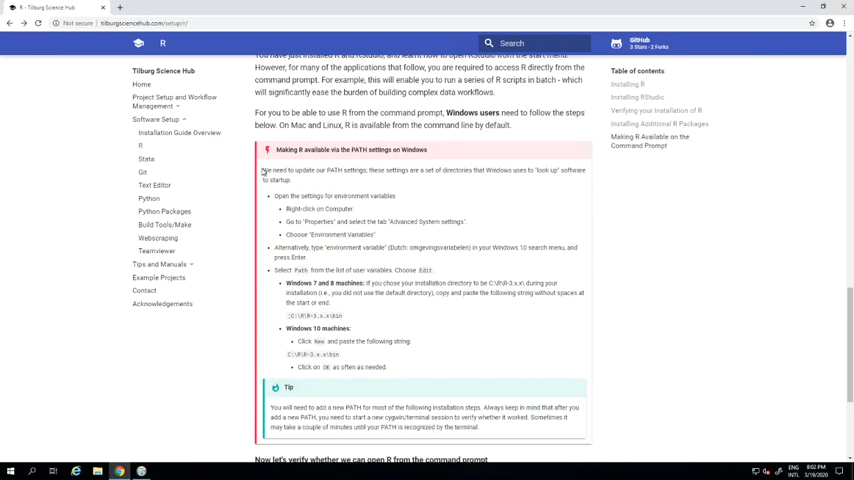 R - Tilburg Science Hub
Not secure
tilburgsciencehub.com/setup/r/
R
Search
GitHub
3 Stars · 2 Forks
Tilburg Science Hub
Home
Project Setup and Workflow
Management
Software Setup
Installation Guide Overview
R
Stata
Git
Text Editor
Python
Python Packages
Build Tools/Make
Webscraping
Teamviewer
Tips and Manuals
Example Projects
Contact
Acknowledgements
You have just installed R and RStudio, and learnt how to open RStudio from the start menu.
However, for many of the applications that follow, you are required to access R directly from the
command prompt. For example, this will enable you to run a series of R scripts in batch - which
will significantly ease the burden of building complex data workflows.
For you to be able to use R from the command prompt, Windows users need to follow the steps
below. On Mac and Linux, R is available from the command line by default.
Making R available via the PATH settings on Windows
We need to update our PATH settings; these settings are a set of directories that Windows uses to "look up" software
to startup.
Open the settings for environment variables
Right-click on Computer.
Go to "Properties" and select the tab "Advanced System settings".
Choose "Environment Variables"
Alternatively, type "environment variable" (Dutch: omgevingsvariabelen) in your Windows 10 search menu, and
press Enter.
Select Path from the list of user variables. Choose Edit.
Windows 7 and 8 machines: If you chose your installation directory to be C:\R\R-3.x.x\ during your
installation (i.e., you did not use the default directory), copy and paste the following string without spaces at
the start or end:
;C:\R\R-3.x.x\bin
Windows 10 machines:
Click New and paste the following string:
C:\R\R-3.x.x\bin
Click on OK as often as needed.
Tip
You will need to add a new PATH for most of the following installation steps. Always keep in mind that after you
add a new PATH, you need to start a new cygwin/terminal session to verify whether it worked. Sometimes it
may take a couple of minutes until your PATH is recognized by the terminal.
Now let's verify whether we can open R from the command prompt
Table of contents
Installing R
Installing RStudio
Verifying your Installation of R
Installing Additional R Packages
Making R Available on the
Command Prompt
ENG
INTL
8:02 PM
3/19/2020